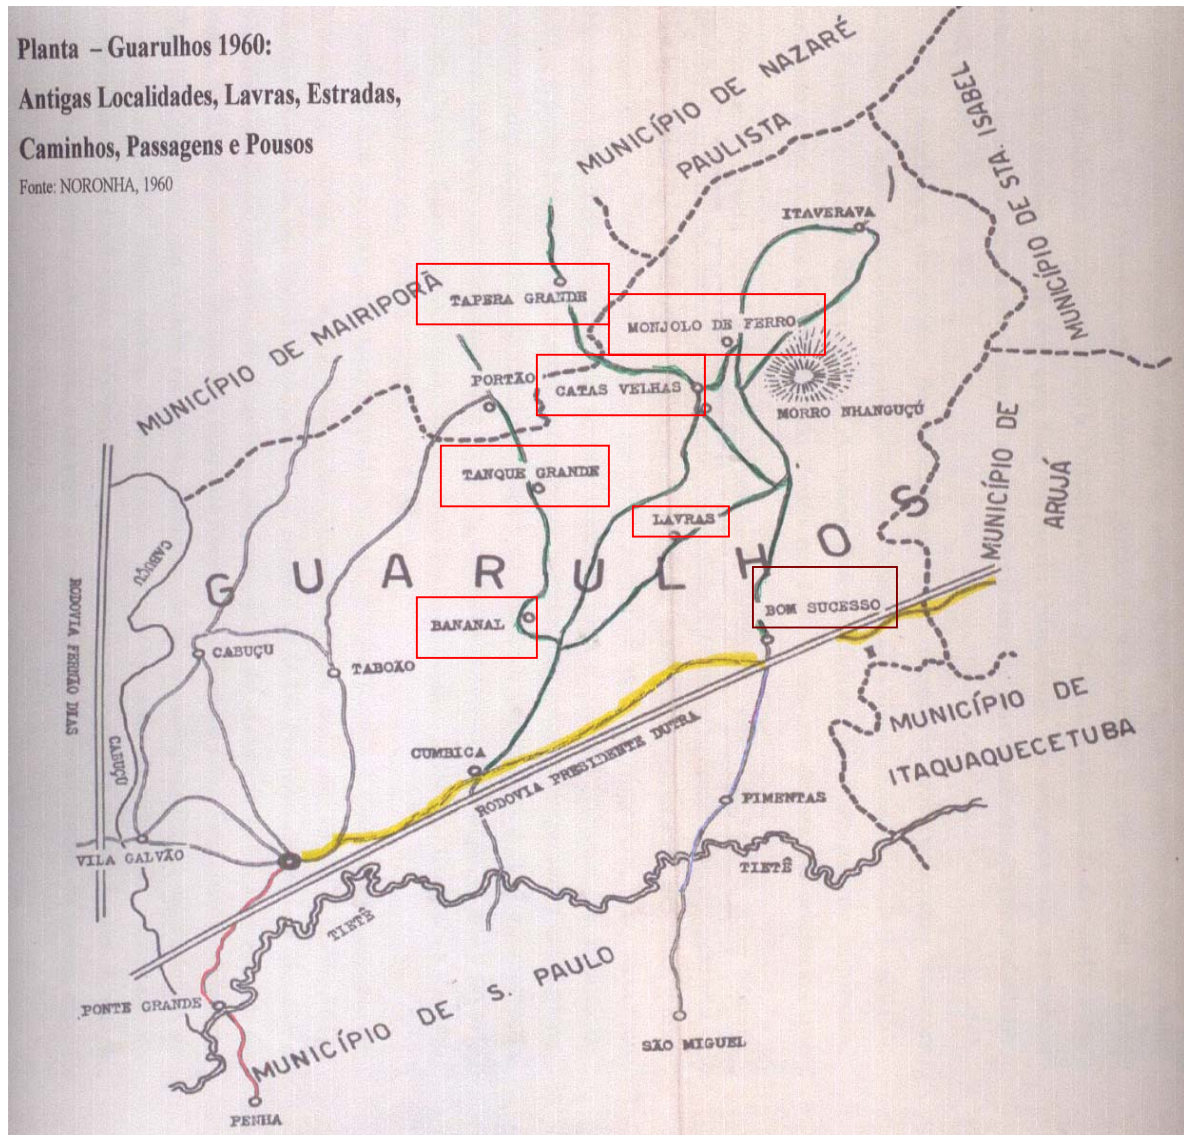 Planta – Guarulhos 1960:
Antigas Localidades, Lavras, Estradas,
Caminhos, Passagens e Pousos
Fonte: NORONHA, 1960
MUNICÍPIO DE NAZARÉ
PAULISTA
MUNICÍPIO DE STA. ISABEL
MUNICÍPIO
ITAVERAVA
MUNICÍPIO DE MAIRIPORÃ
TAPERA GRANDE
MONJOLO DE FERRO
PORTÃO
CATAS VELHAS
MORRO NHANGUÇÚ
MUNICÍPIO DE
ARUJÁ
TANQUE GRANDE
LAVRAS
GUARULHOS
CABUÇU
RODOVIA FERNÃO DIAS
BANANAL
BOM SUCESSO
CABUÇU
TABOÃO
CABUÇU
CUMBICA
RODOVIA PRESIDENTE DUTRA
MUNICÍPIO DE
ITAQUAQUECETUBA
PIMENTAS
VILA GALVÃO
TIETÊ
TIETÊ
PONTE GRANDE
MUNICÍPIO DE S. PAULO
SÃO MIGUEL
PENHA